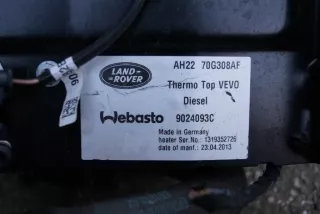 AH22 70G308AF
LAND-
ROVER
Thermo Top VEVO
Diesel
Webasto 9024093C
Made in Germany
heater Ser.No.: 1319352725
date of manf.: 23.04.2013